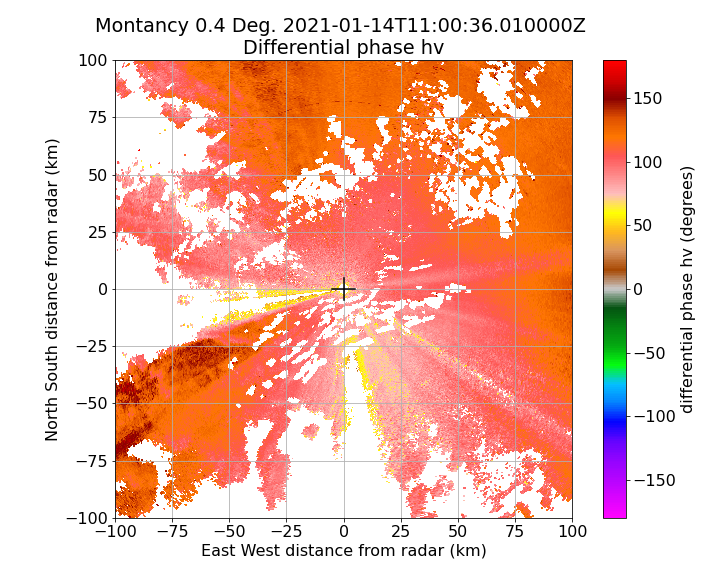 Montancy 0.4 Deg. 2021-01-14T11:00:36.010000Z
Differential phase hv
100
75
50
25
0
−25
−50
−75
−100
North South distance from radar (km)
−100 −75 −50 −25 0 25 50 75 100
East West distance from radar (km)
150
100
50
0
−50
−100
−150
differential phase hv (degrees)